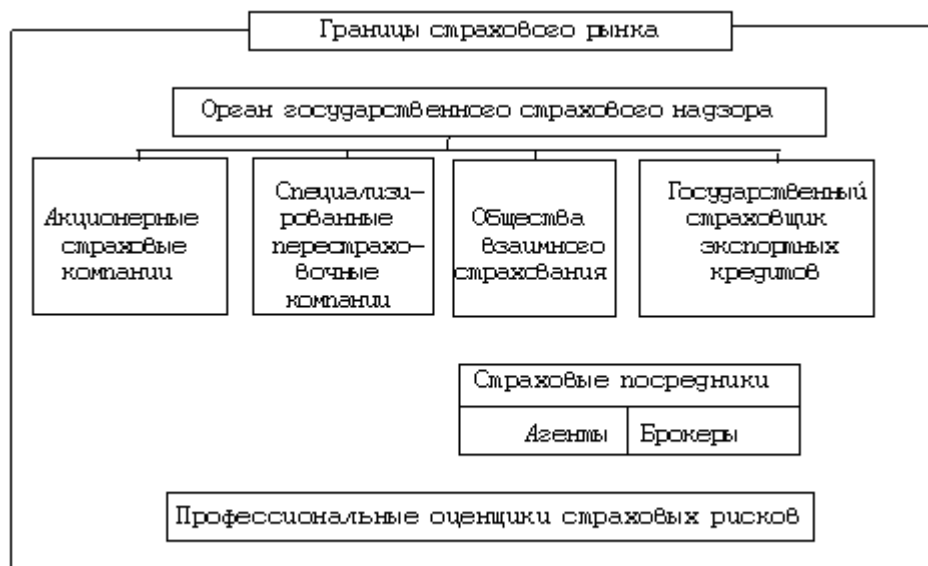 Границы страхового рынка
Орган государственного страхового надзора
Акционерные
страховые
компании
Специализи-
рованные
перестрахо-
вочные
компании
Общества
взаимного
страхования
Государственный
страховщик
экспортных
кредитов
Страховые посредники
Агенты
Брокеры
Профессиональные оценщики страховых рисков